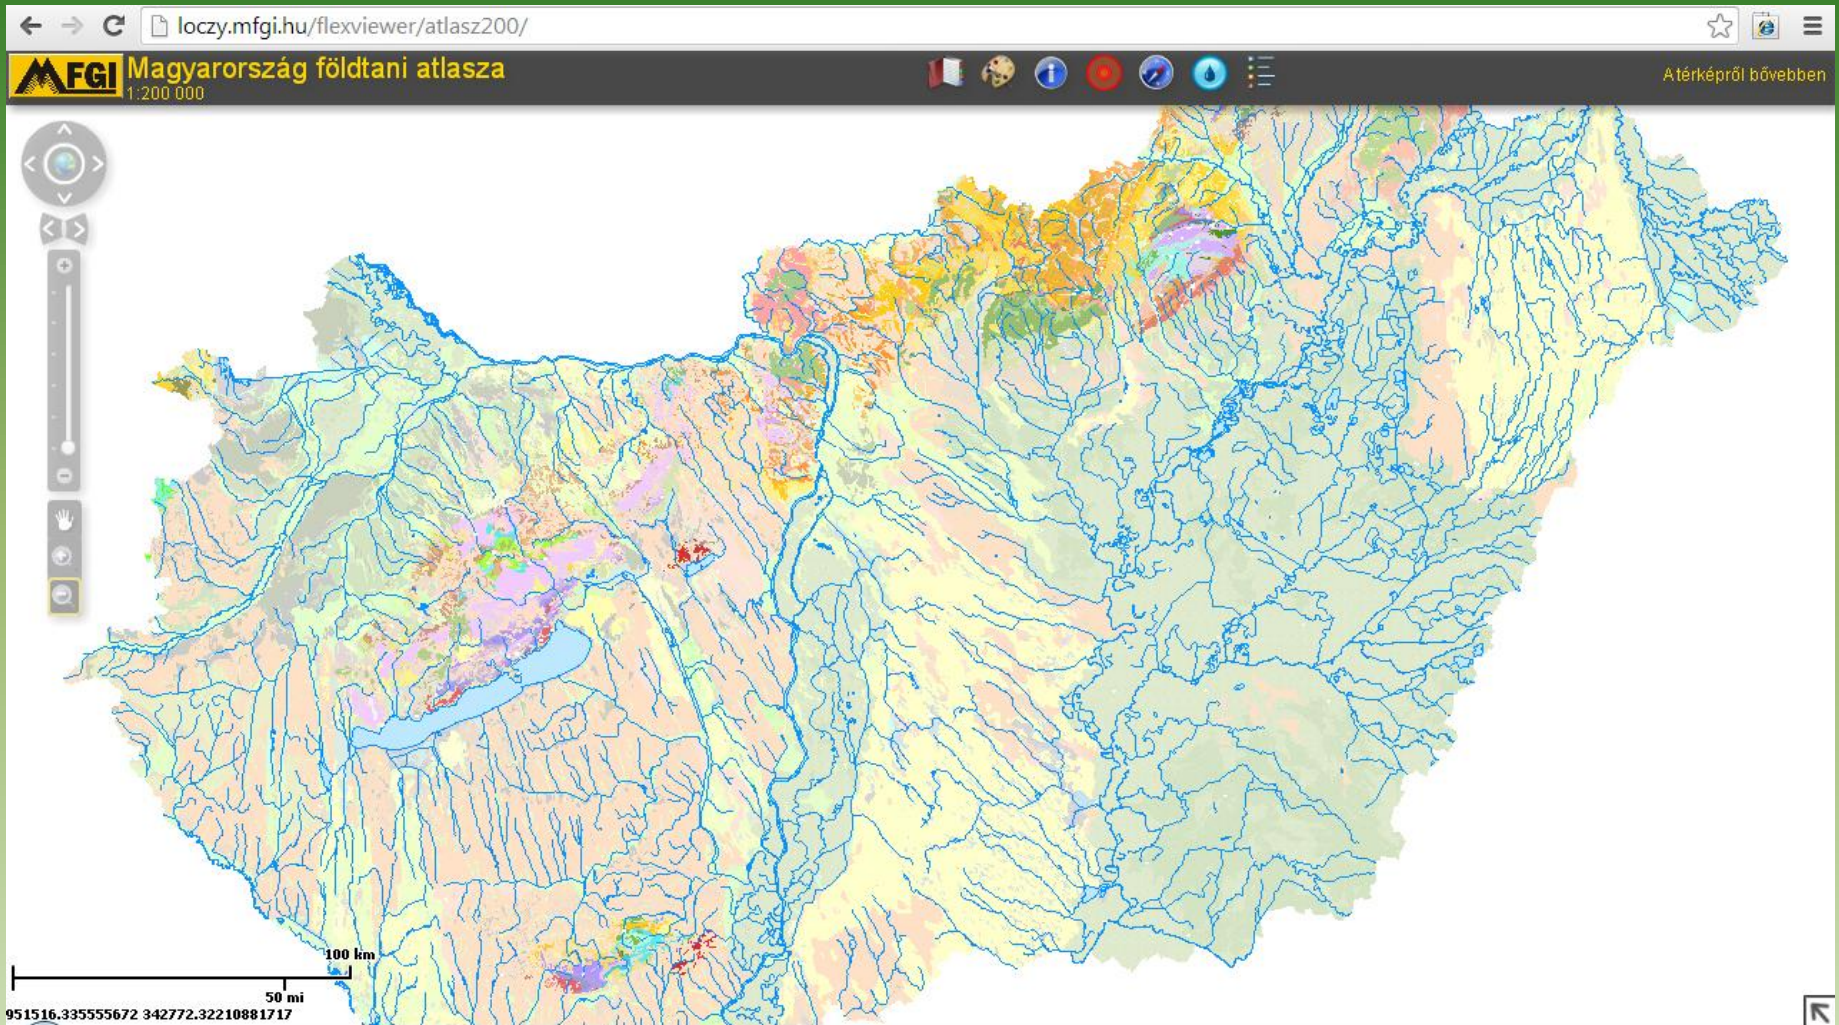 loczy.mfgi.hu/flexviewer/atlasz200/
MFGI Magyarország földtani atlasza
1:200 000
A térképről bővebben
100 km
50 mi
951516.335555672 342772.32210881717